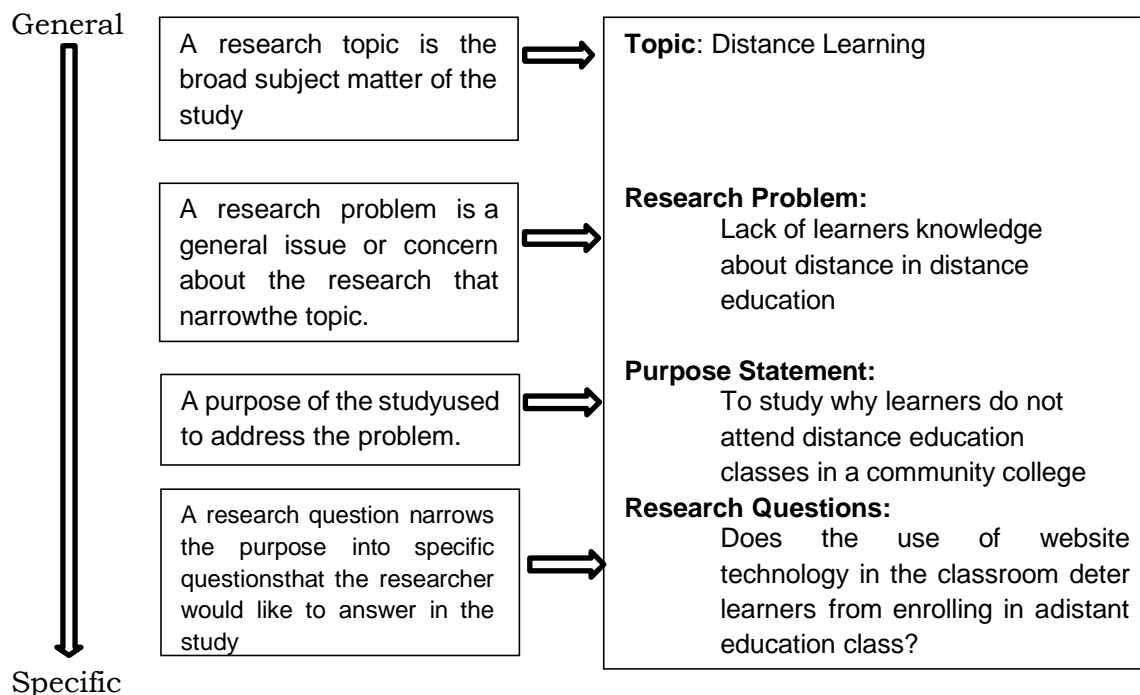 General
A research topic is the
broad subject matter of the
study
Topic: Distance Learning
A research problem is a
general issue or concern
about the research that
narrowthe topic.
Research Problem:
Lack of learners knowledge
about distance in distance
education
A purpose of the studyused
to address the problem.
Purpose Statement:
To study why learners do not
attend distance education
classes in a community college
A research question narrows
the purpose into specific
questionsthat the researcher
would like to answer in the
study
Research Questions:
Does the use of website
technology in the classroom deter
learners from enrolling in adistant
education class?
Specific